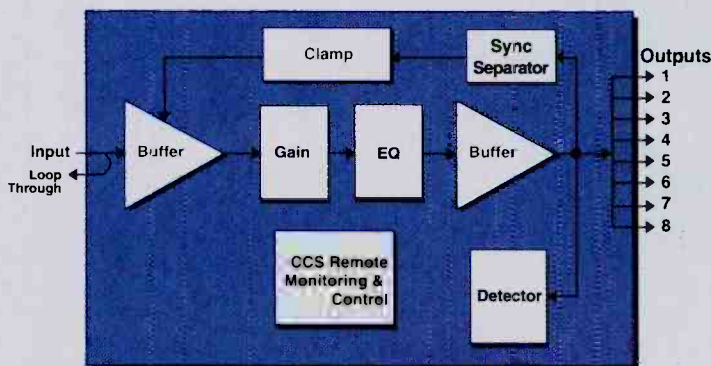 Clamp
Sync
Separator
Outputs
1
2
3
4
5
6
7
8
Input
Loop
Through
Buffer
Gain
EQ
Buffer
CCS Remote
Monitoring &
Control
Detector